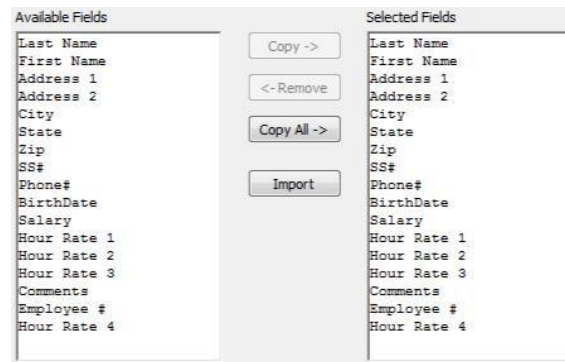 Available Fields
Last Name
First Name
Address 1
Address 2
City
State
Zip
SS#
Phone#
BirthDate
Salary
Hour Rate 1
Hour Rate 2
Hour Rate 3
Comments
Employee #
Hour Rate 4
Copy ->
<- Remove
Copy All ->
Import
Selected Fields
Last Name
First Name
Address 1
Address 2
City
State
Zip
SS#
Phone#
BirthDate
Salary
Hour Rate 1
Hour Rate 2
Hour Rate 3
Comments
Employee #
Hour Rate 4